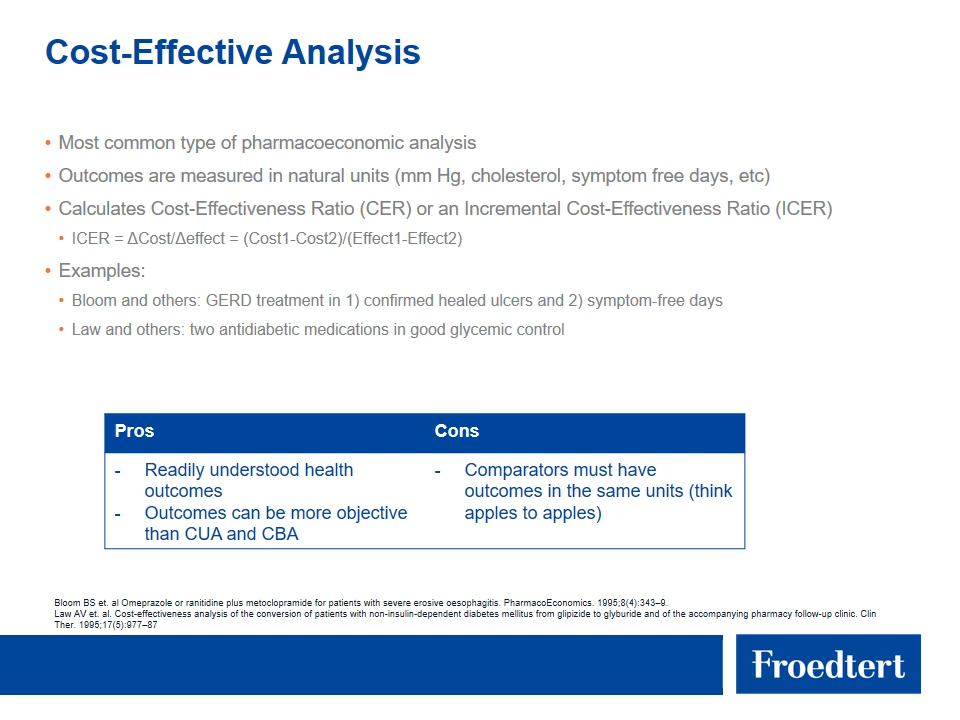 Cost-Effective Analysis
• Most common type of pharmacoeconomic analysis
• Outcomes are measured in natural units (mm Hg, cholesterol, symptom free days, etc)
• Calculates Cost-Effectiveness Ratio (CER) or an Incremental Cost-Effectiveness Ratio (ICER)
• ICER = ΔCost/Δeffect = (Cost1-Cost2)/(Effect1-Effect2)
• Examples:
• Bloom and others: GERD treatment in 1) confirmed healed ulcers and 2) symptom-free days
• Law and others: two antidiabetic medications in good glycemic control
Pros
- Readily understood health
outcomes
- Outcomes can be more objective
than CUA and CBA
Cons
- Comparators must have
outcomes in the same units (think
apples to apples)
Bloom BS et. al Omeprazole or ranitidine plus metoclopramide for patients with severe erosive oesophagitis. PharmacoEconomics. 1995;8(4):343–9.
Law AV et. al. Cost-effectiveness analysis of the conversion of patients with non-insulin-dependent diabetes mellitus from glipizide to glyburide and of the accompanying pharmacy follow-up clinic. Clin
Ther. 1995;17(5):977–87
Froedtert